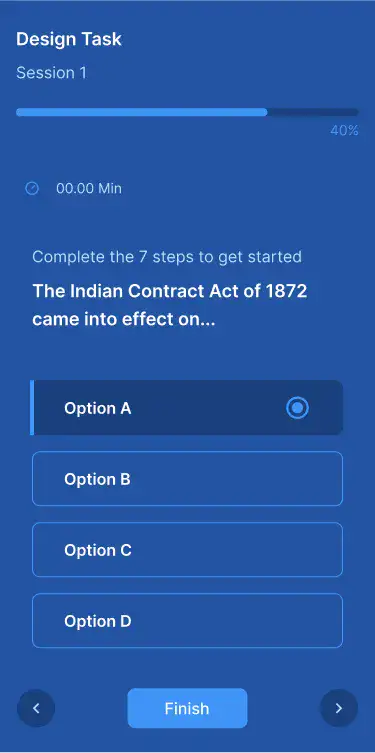 Design Task
Session 1
40%
00.00 Min
Complete the 7 steps to get started
The Indian Contract Act of 1872
came into effect on...
Option A
Option B
Option C
Option D
Finish